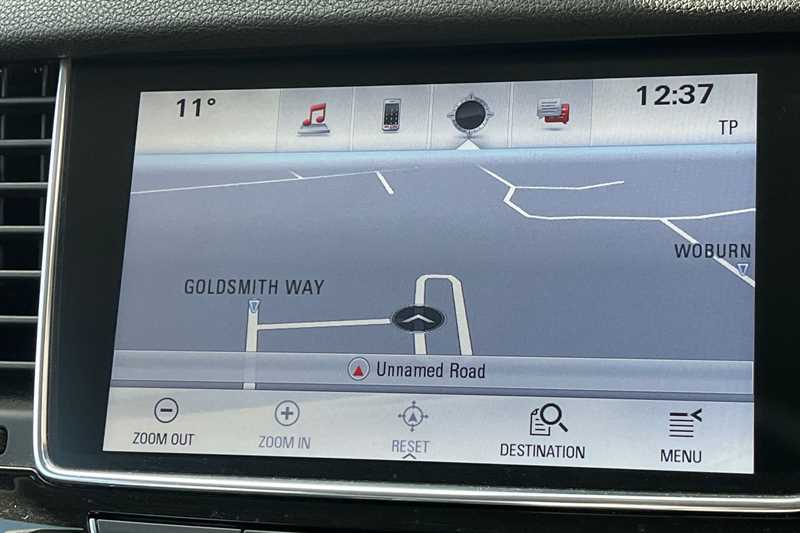 11°
12:37
TP
WOBURN
GOLDSMITH WAY
Unnamed Road
ZOOM OUT
ZOOM IN
RESET
DESTINATION
MENU